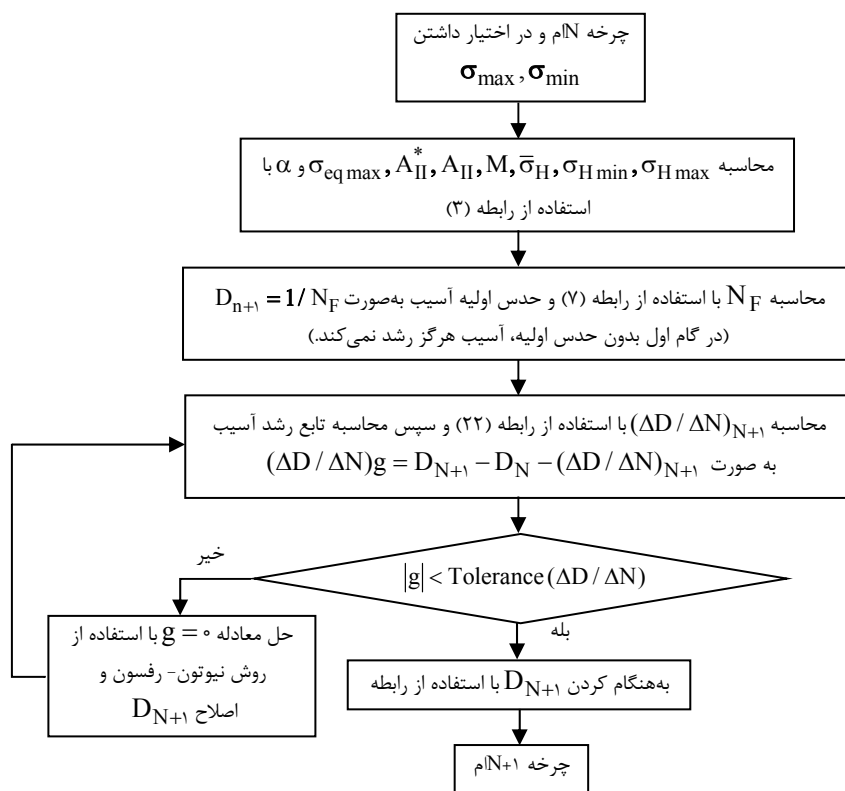 چرخه Nام و در اختیار داشتن
σmax, σmin
محاسبه σH max, σH min, σ̄H, M, AII, A*II, σeq max و α با
استفاده از رابطه (۳)
محاسبه NF با استفاده از رابطه (۷) و حدس اولیه آسیب به‌صورت Dn+۱ = 1/ NF
(در گام اول بدون حدس اولیه، آسیب هرگز رشد نمی‌کند.)
محاسبه (ΔD / ΔN)N+۱ با استفاده از رابطه (۲۲) و سپس محاسبه تابع رشد آسیب
به صورت (ΔD / ΔN)g = DN+۱ − DN − (ΔD / ΔN)N+۱
|g| < Tolerance (ΔD / ΔN)
خیر
بله
حل معادله g = ۰ با استفاده از
روش نیوتون- رفسون و
اصلاح DN+۱
به‌هنگام کردن DN+۱ با استفاده از رابطه
چرخه N+۱ام